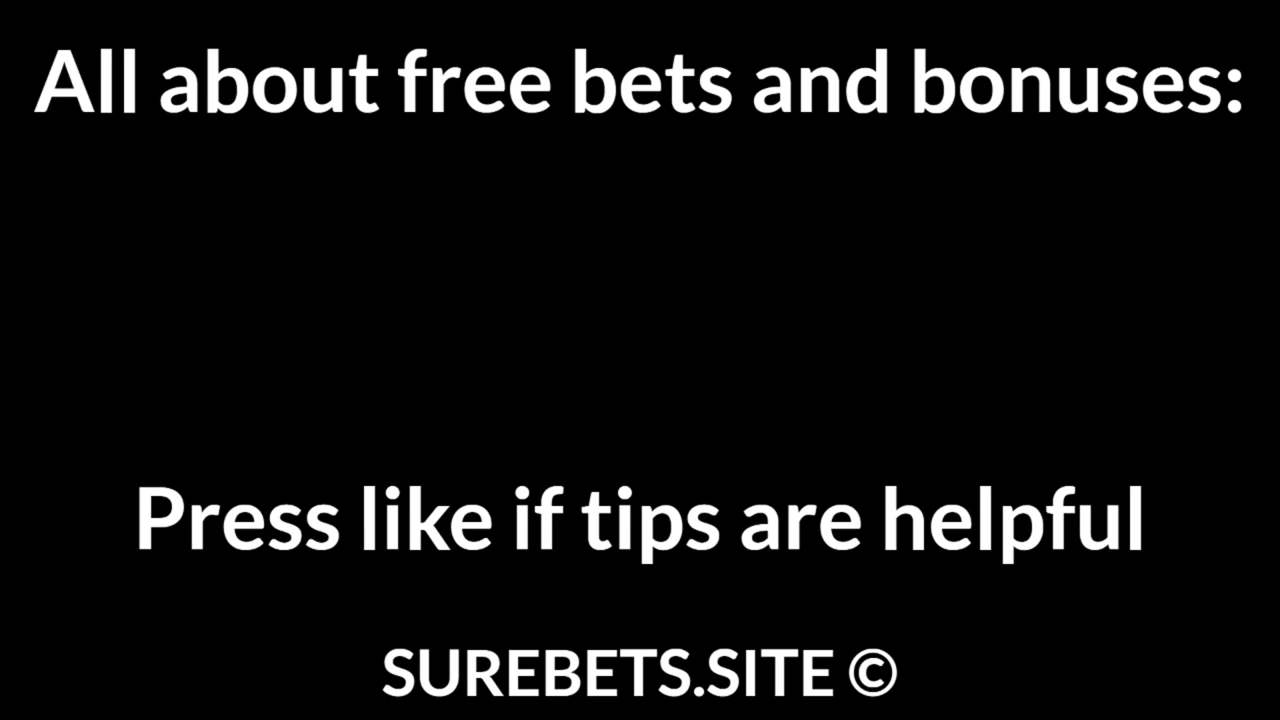 All about free bets and bonuses:
Press like if tips are helpful
SUREBETS.SITE ©